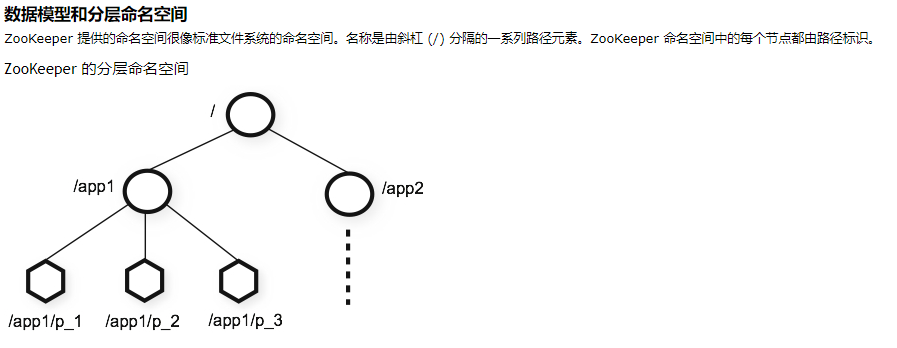 数据模型和分层命名空间
ZooKeeper 提供的命名空间很像标准文件系统的命名空间。名称是由斜杠 (/) 分隔的一系列路径元素。ZooKeeper 命名空间中的每个节点都由路径标识。
ZooKeeper 的分层命名空间
/
/app1
/app2
/app1/p_1
/app1/p_2
/app1/p_3